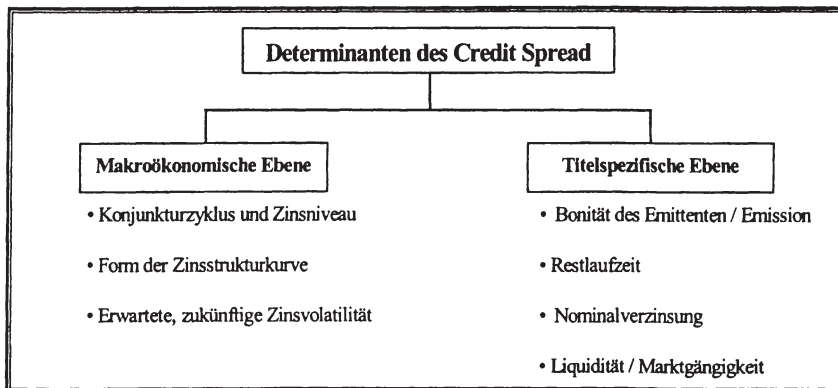 Determinanten des Credit Spread
Makroökonomische Ebene
• Konjunkturzyklus und Zinsniveau
• Form der Zinsstrukturkurve
• Erwartete, zukünftige Zinsvolatilität
Titelspezifische Ebene
• Bonität des Emittenten / Emission
• Restlaufzeit
• Nominalverzinsung
• Liquidität / Marktgängigkeit